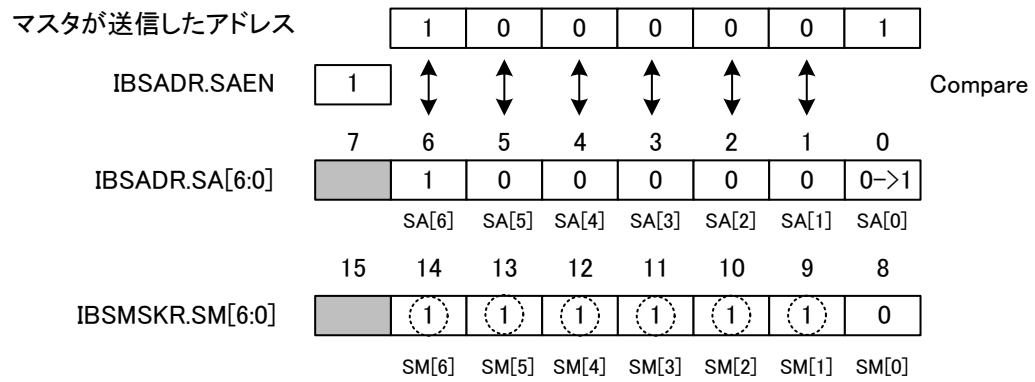 マスタが送信したアドレス 1 0 0 0 0 0 1
IBSADR.SAEN 1 Compare
7 6 5 4 3 2 1 0
IBSADR.SA[6:0] 1 0 0 0 0 0 0->1
SA[6] SA[5] SA[4] SA[3] SA[2] SA[1] SA[0]
15 14 13 12 11 10 9 8
IBSMSKR.SM[6:0] 1 1 1 1 1 1 0
SM[6] SM[5] SM[4] SM[3] SM[2] SM[1] SM[0]